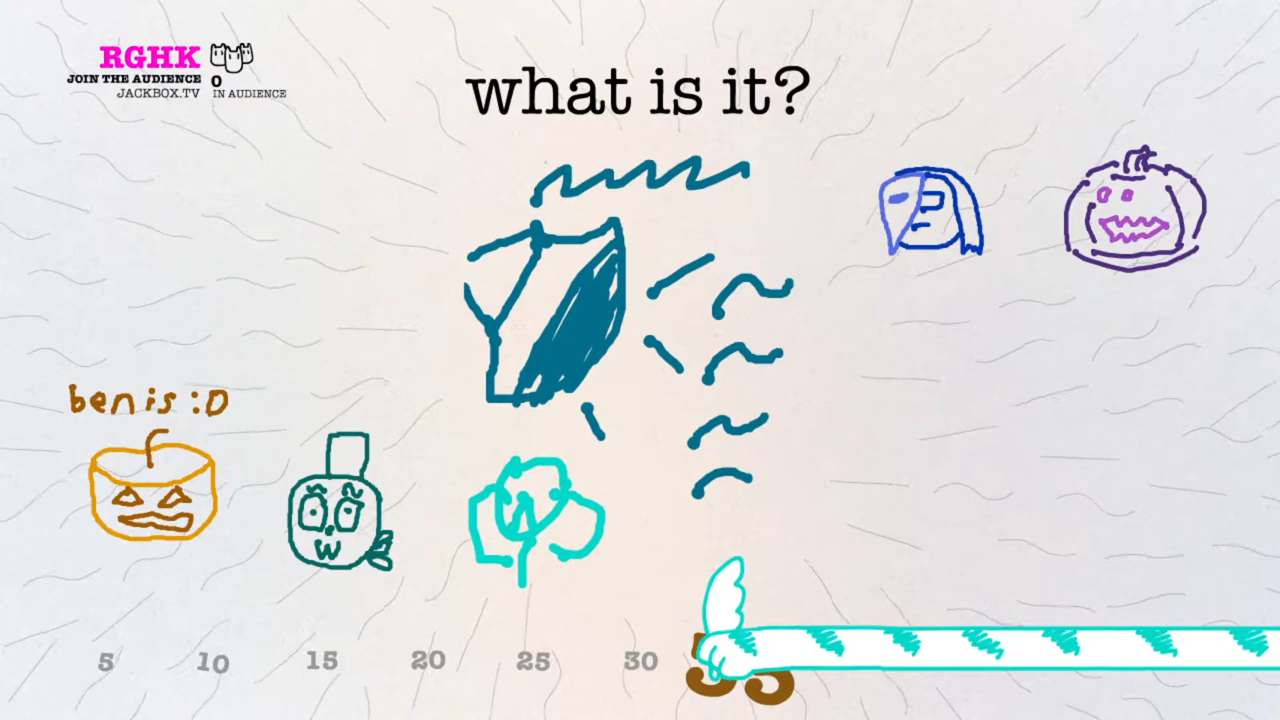 RGHK
JOIN THE AUDIENCE
JACKBOX.TV
0
IN AUDIENCE
what is it?
benis :D
5 10 15 20 25 30 35